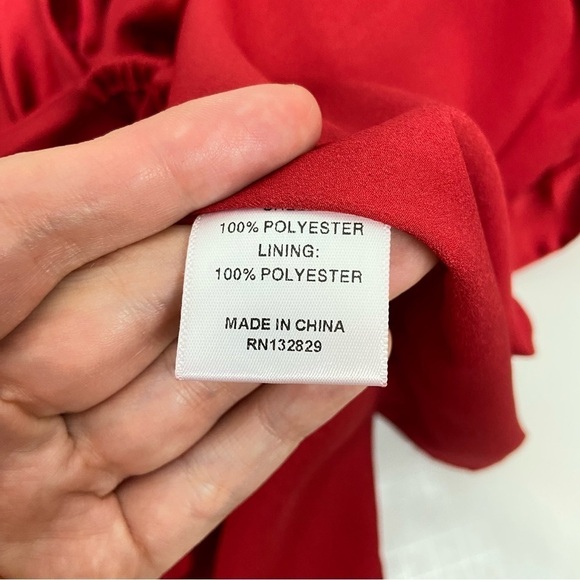 100% POLYESTER
LINING:
100% POLYESTER
MADE IN CHINA
RN132829